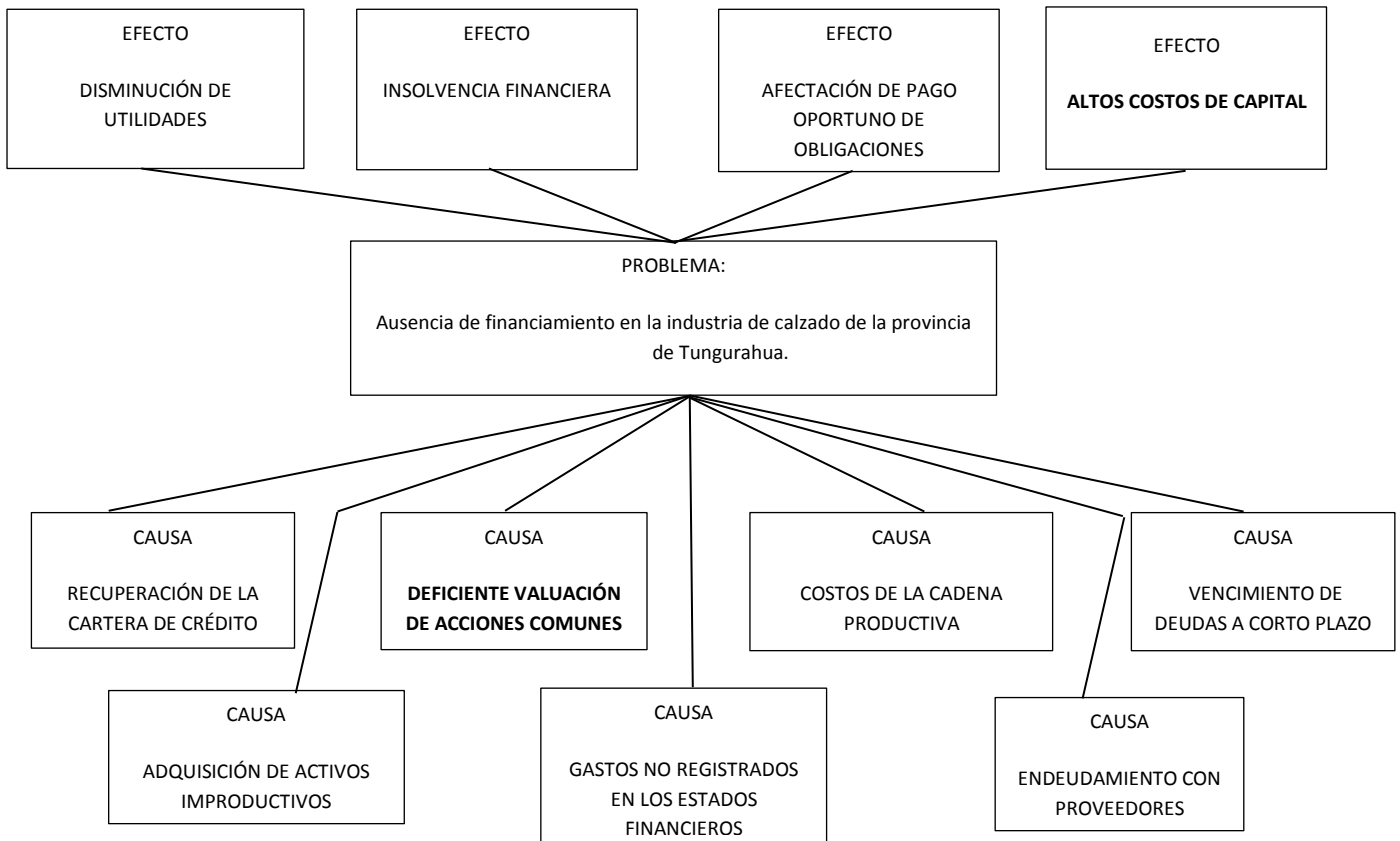 EFECTO
DISMINUCIÓN DE
UTILIDADES
EFECTO
INSOLVENCIA FINANCIERA
EFECTO
AFECTACIÓN DE PAGO
OPORTUNO DE
OBLIGACIONES
EFECTO
ALTOS COSTOS DE CAPITAL
PROBLEMA:
Ausencia de financiamiento en la industria de calzado de la provincia
de Tungurahua.
CAUSA
RECUPERACIÓN DE LA
CARTERA DE CRÉDITO
CAUSA
DEFICIENTE VALUACIÓN
DE ACCIONES COMUNES
CAUSA
COSTOS DE LA CADENA
PRODUCTIVA
CAUSA
VENCIMIENTO DE
DEUDAS A CORTO PLAZO
CAUSA
ADQUISICIÓN DE ACTIVOS
IMPRODUCTIVOS
CAUSA
GASTOS NO REGISTRADOS
EN LOS ESTADOS
FINANCIEROS
CAUSA
ENDEUDAMIENTO CON
PROVEEDORES